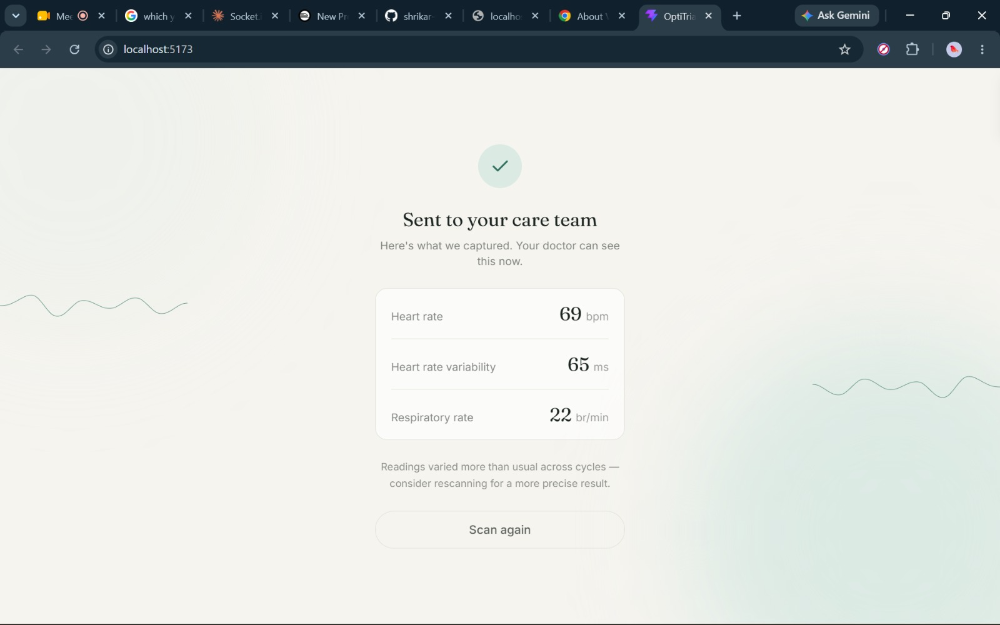 Mee
which y
Socket.i
New Pr
shrikar-
localho
About V
OptiTria
Ask Gemini
localhost:5173
Sent to your care team
Here's what we captured. Your doctor can see
this now.
Heart rate 69 bpm
Heart rate variability 65 ms
Respiratory rate 22 br/min
Readings varied more than usual across cycles —
consider rescanning for a more precise result.
Scan again